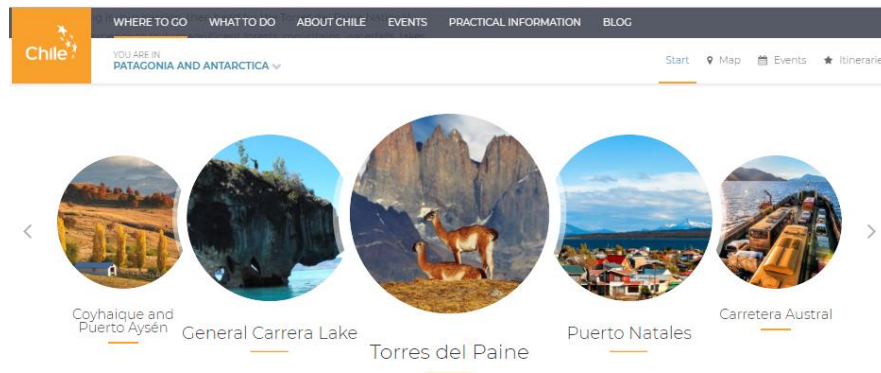 WHERE TO GO WHAT TO DO ABOUT CHILE EVENTS PRACTICAL INFORMATION BLOG
Chile
YOU ARE IN
PATAGONIA AND ANTARCTICA
Start Map Events Itinerarie
Coyhaique and
Puerto Aysén
General Carrera Lake
Torres del Paine
Puerto Natales
Carretera Austral